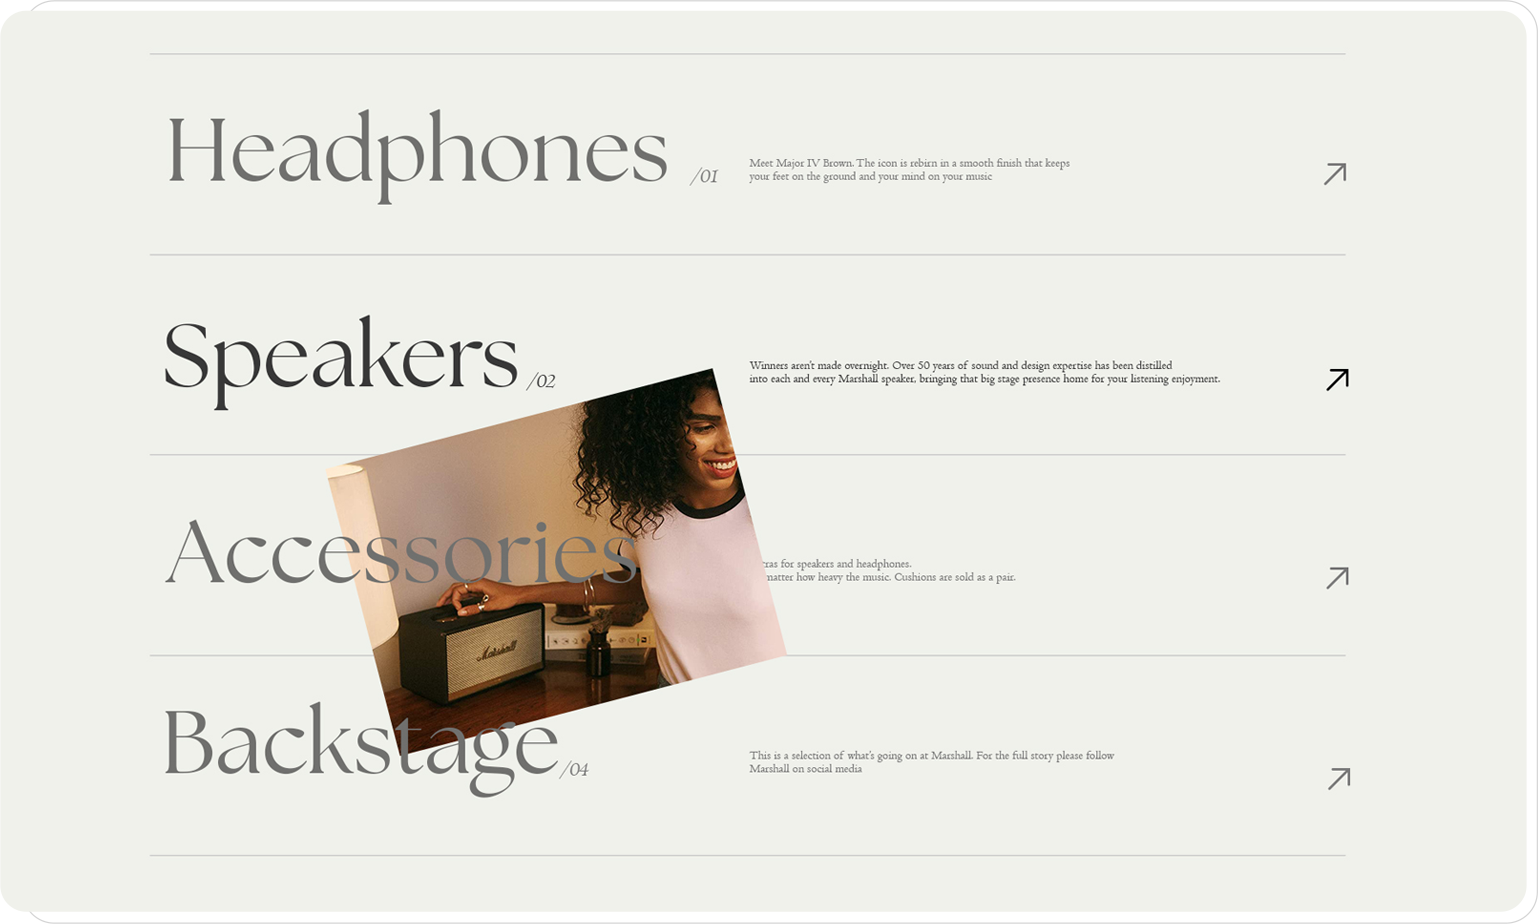 Headphones /01
Meet Major IV Brown. The icon is rebirn in a smooth finish that keeps
your feet on the ground and your mind on your music
Speakers /02
Winners aren't made overnight. Over 50 years of sound and design expertise has been distilled
into each and every Marshall speaker, bringing that big stage presence home for your listening enjoyment.
Accessories
for speakers and headphones.
matter how heavy the music. Cushions are sold as a pair.
Marshall
Backstage /04
This is a selection of what's going on at Marshall. For the full story please follow
Marshall on social media